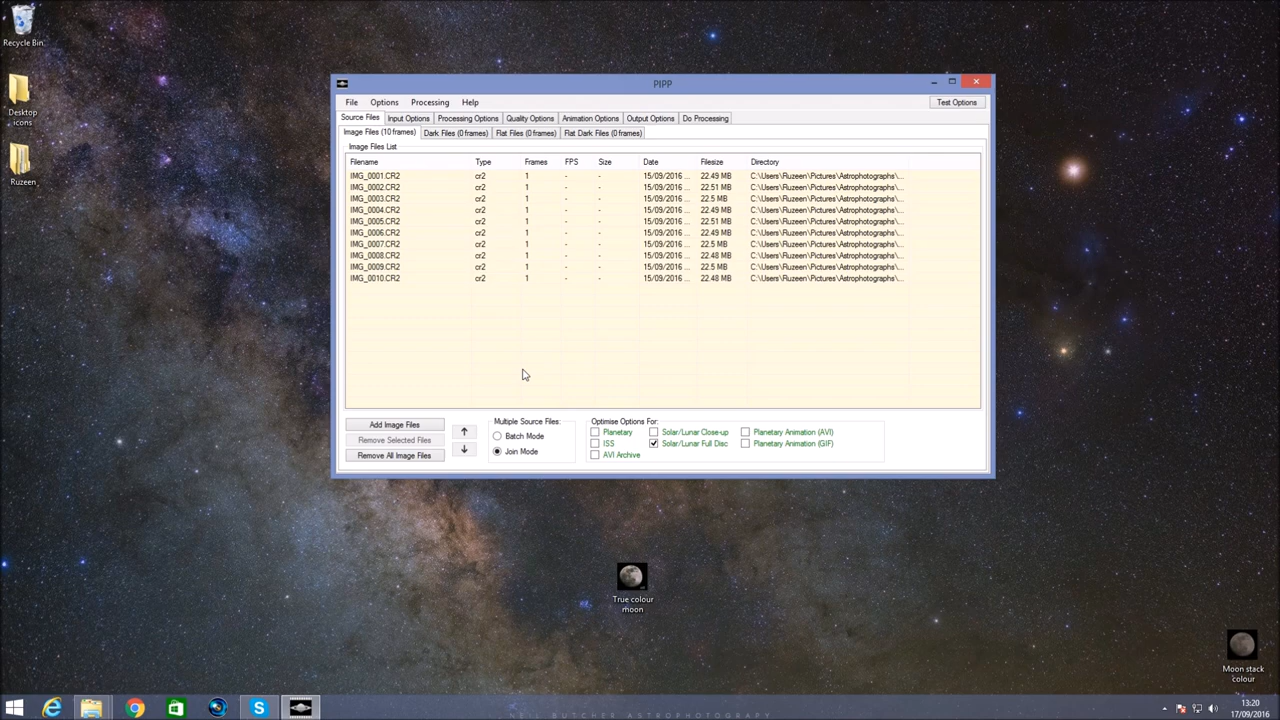 Recycle Bin
Desktop
icons
Ruzeen
PIPP
File Options Processing Help
Test Options
Source Files Input Options Processing Options Quality Options Animation Options Output Options Do Processing
Image Files (10 frames) Dark Files (0 frames) Flat Files (0 frames) Flat Dark Files (0 frames)
Image Files List
Filename Type Frames FPS Size Date Filesize Directory
IMG_0001.CR2 cr2 1 - - 15/09/2016 ... 22.49 MB C:\Users\Ruzeen\Pictures\Astrophotographs\...
IMG_0002.CR2 cr2 1 - - 15/09/2016 ... 22.51 MB C:\Users\Ruzeen\Pictures\Astrophotographs\...
IMG_0003.CR2 cr2 1 - - 15/09/2016 ... 22.5 MB C:\Users\Ruzeen\Pictures\Astrophotographs\...
IMG_0004.CR2 cr2 1 - - 15/09/2016 ... 22.49 MB C:\Users\Ruzeen\Pictures\Astrophotographs\...
IMG_0005.CR2 cr2 1 - - 15/09/2016 ... 22.51 MB C:\Users\Ruzeen\Pictures\Astrophotographs\...
IMG_0006.CR2 cr2 1 - - 15/09/2016 ... 22.49 MB C:\Users\Ruzeen\Pictures\Astrophotographs\...
IMG_0007.CR2 cr2 1 - - 15/09/2016 ... 22.5 MB C:\Users\Ruzeen\Pictures\Astrophotographs\...
IMG_0008.CR2 cr2 1 - - 15/09/2016 ... 22.48 MB C:\Users\Ruzeen\Pictures\Astrophotographs\...
IMG_0009.CR2 cr2 1 - - 15/09/2016 ... 22.5 MB C:\Users\Ruzeen\Pictures\Astrophotographs\...
IMG_0010.CR2 cr2 1 - - 15/09/2016 ... 22.48 MB C:\Users\Ruzeen\Pictures\Astrophotographs\...
Add Image Files
Remove Selected Files
Remove All Image Files
Multiple Source Files:
Batch Mode
Join Mode
Optimise Options For:
Planetary Solar/Lunar Close-up Planetary Animation (AVI)
ISS Solar/Lunar Full Disc Planetary Animation (GIF)
AVI Archive
True colour
moon
Moon stack
colour
NEIL BUTCHER ASTROPHOTOGRAPY
13:20
17/09/2016